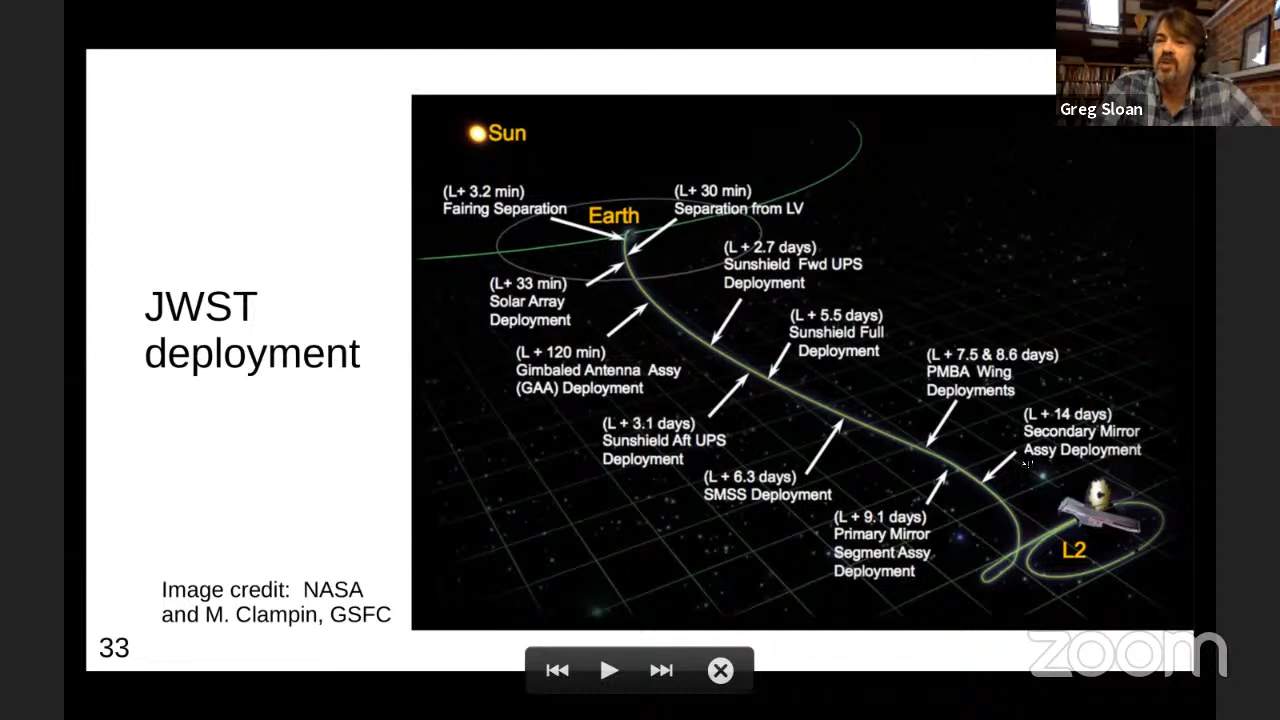 Greg Sloan
JWST
deployment
Sun
(L+ 3.2 min)
Fairing Separation
Earth
(L+ 30 min)
Separation from LV
(L+ 33 min)
Solar Array
Deployment
(L + 2.7 days)
Sunshield Fwd UPS
Deployment
(L + 120 min)
Gimbaled Antenna Assy
(GAA) Deployment
(L + 5.5 days)
Sunshield Full
Deployment
(L + 3.1 days)
Sunshield Aft UPS
Deployment
(L + 7.5 & 8.6 days)
PMBA Wing
Deployments
(L + 6.3 days)
SMSS Deployment
(L + 14 days)
Secondary Mirror
Assy Deployment
(L + 9.1 days)
Primary Mirror
Segment Assy
Deployment
L2
Image credit: NASA
and M. Clampin, GSFC
33
zoom